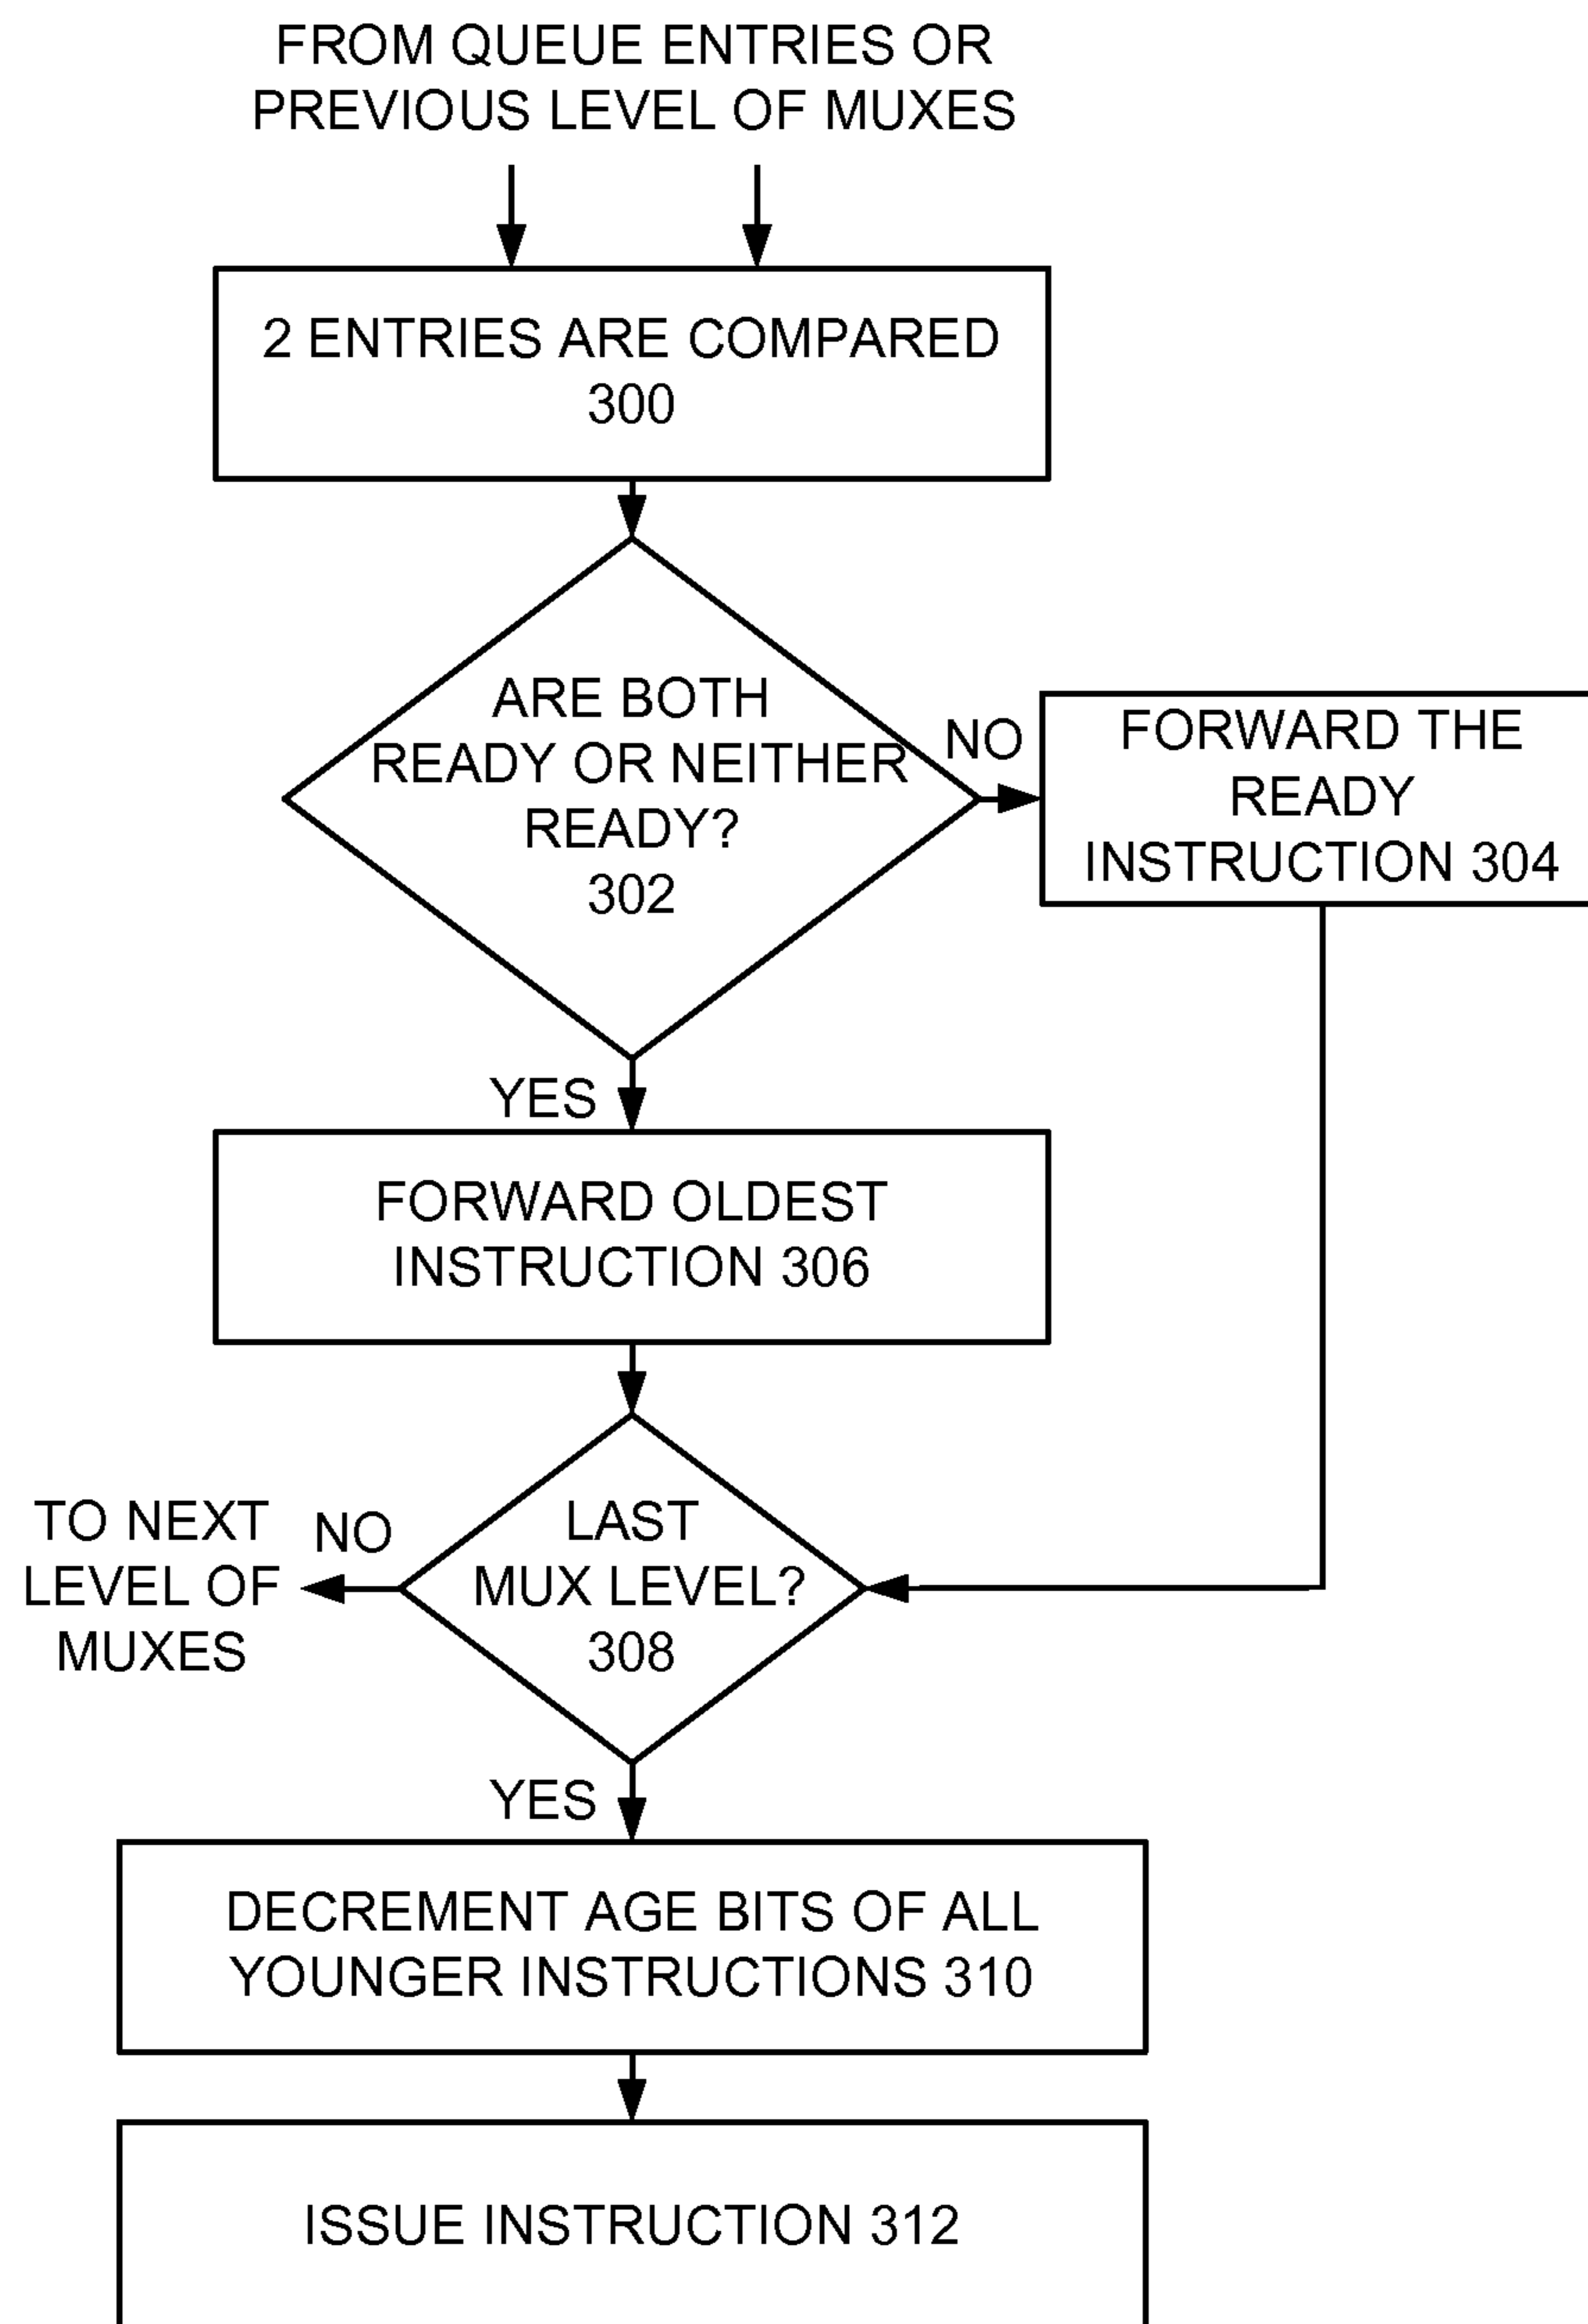 FROM QUEUE ENTRIES OR
PREVIOUS LEVEL OF MUXES
2 ENTRIES ARE COMPARED
300
ARE BOTH
READY OR NEITHER
READY?
302
NO
FORWARD THE
READY
INSTRUCTION 304
YES
FORWARD OLDEST
INSTRUCTION 306
TO NEXT
LEVEL OF
MUXES
NO
LAST
MUX LEVEL?
308
YES
DECREMENT AGE BITS OF ALL
YOUNGER INSTRUCTIONS 310
ISSUE INSTRUCTION 312